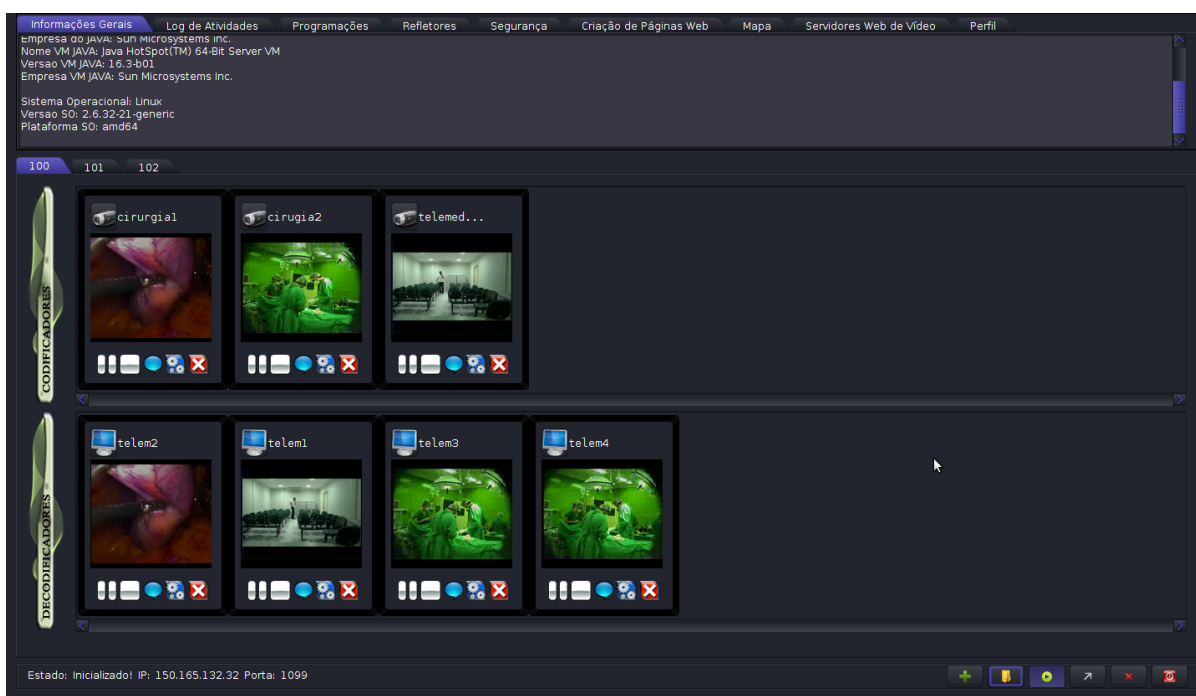 Informações Gerais Log de Atividades Programações Refletores Segurança Criação de Páginas Web Mapa Servidores Web de Vídeo Perfil
Empresa do JAVA: Sun Microsystems Inc.
Nome VM JAVA: Java HotSpot(TM) 64-Bit Server VM
Versao VM JAVA: 16.3-b01
Empresa VM JAVA: Sun Microsystems Inc.
Sistema Operacional: Linux
Versao SO: 2.6.32-21-generic
Plataforma SO: amd64
100 101 102
CODIFICADORES
cirurgia1 cirugia2 telemed...
DECODIFICADORES
telem2 telem1 telem3 telem4
Estado: Inicializado! IP: 150.165.132.32 Porta: 1099